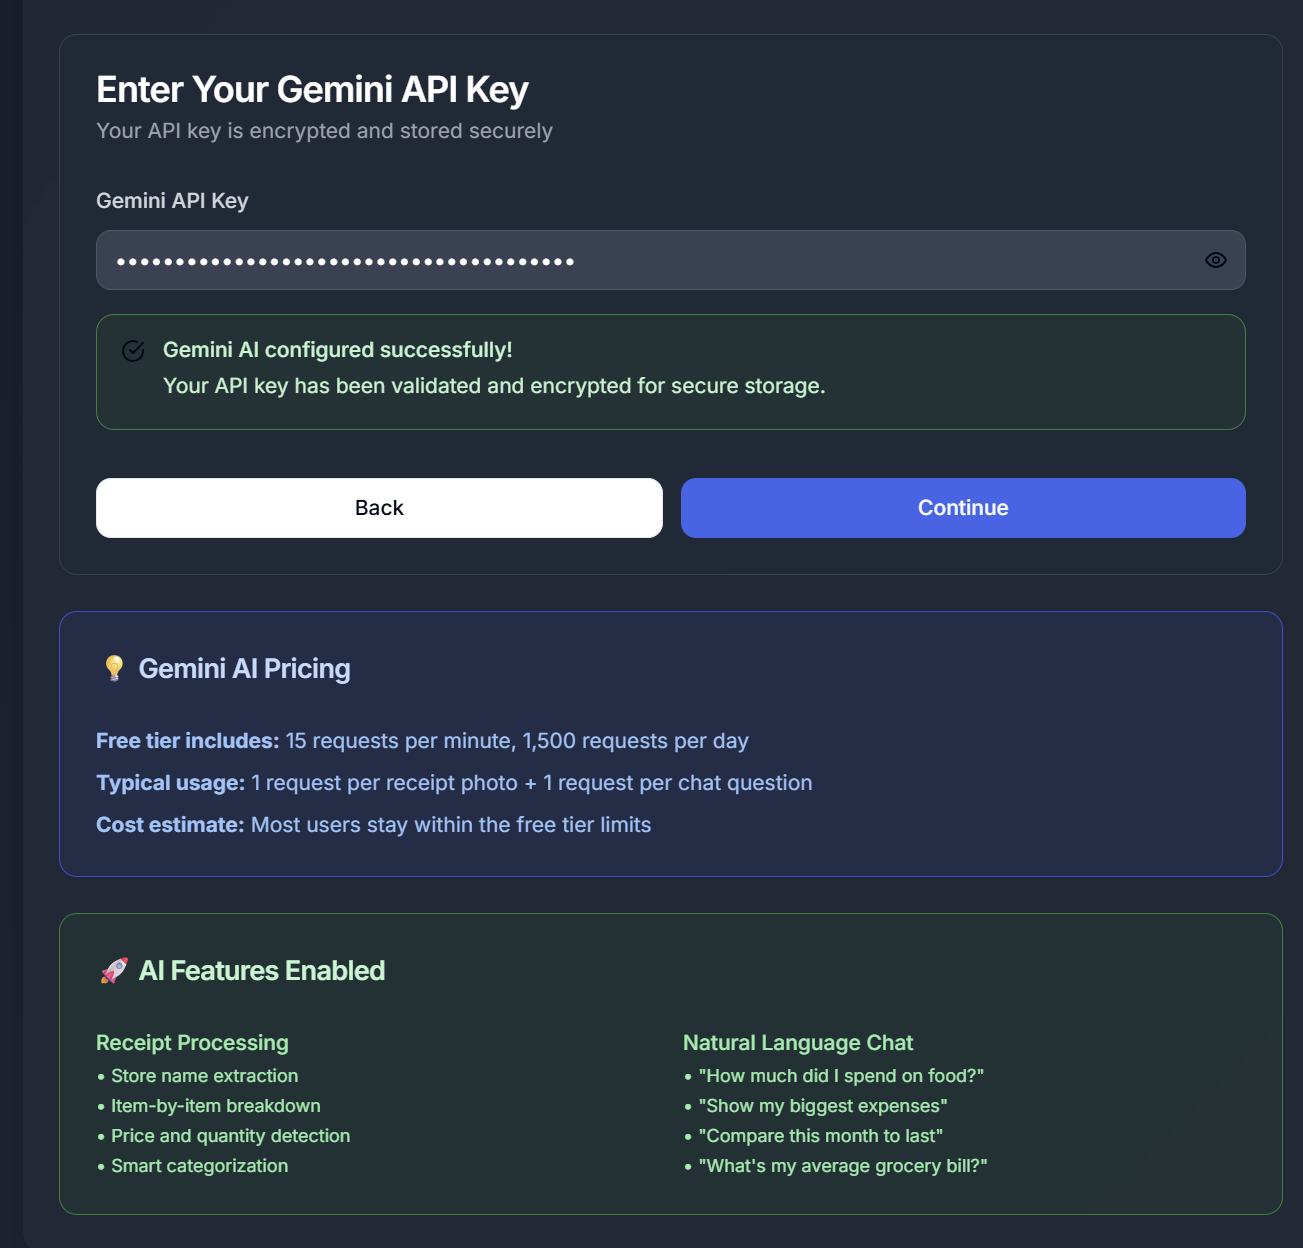 Enter Your Gemini API Key
Your API key is encrypted and stored securely
Gemini API Key
•••••••••••••••••••••••••••••••••••••••
Gemini AI configured successfully!
Your API key has been validated and encrypted for secure storage.
Back
Continue
💡 Gemini AI Pricing
Free tier includes: 15 requests per minute, 1,500 requests per day
Typical usage: 1 request per receipt photo + 1 request per chat question
Cost estimate: Most users stay within the free tier limits
🚀 AI Features Enabled
Receipt Processing
• Store name extraction
• Item-by-item breakdown
• Price and quantity detection
• Smart categorization
Natural Language Chat
• "How much did I spend on food?"
• "Show my biggest expenses"
• "Compare this month to last"
• "What's my average grocery bill?"